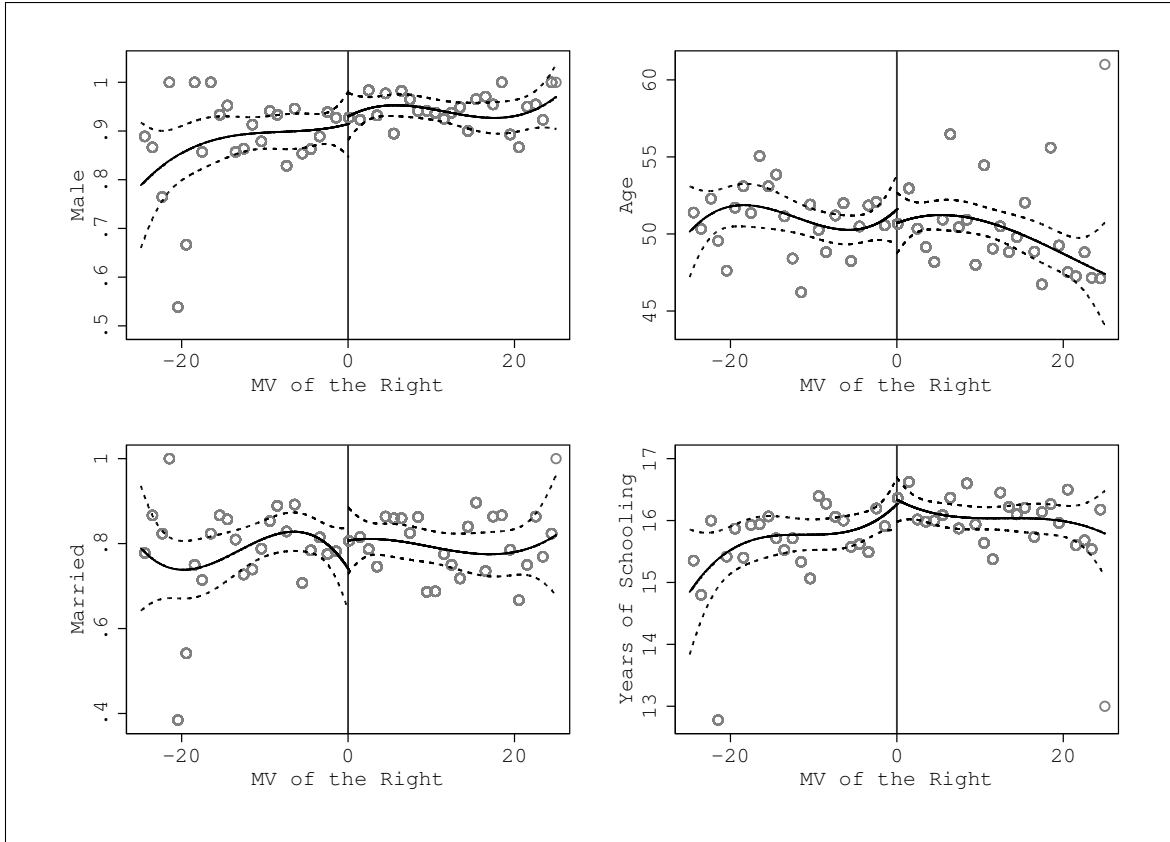 Male
1
.9
.8
.7
.6
.5
−20 0 20
MV of the Right
Age
60
55
50
45
−20 0 20
MV of the Right
Married
1
.8
.6
.4
−20 0 20
MV of the Right
Years of Schooling
17
16
15
14
13
−20 0 20
MV of the Right